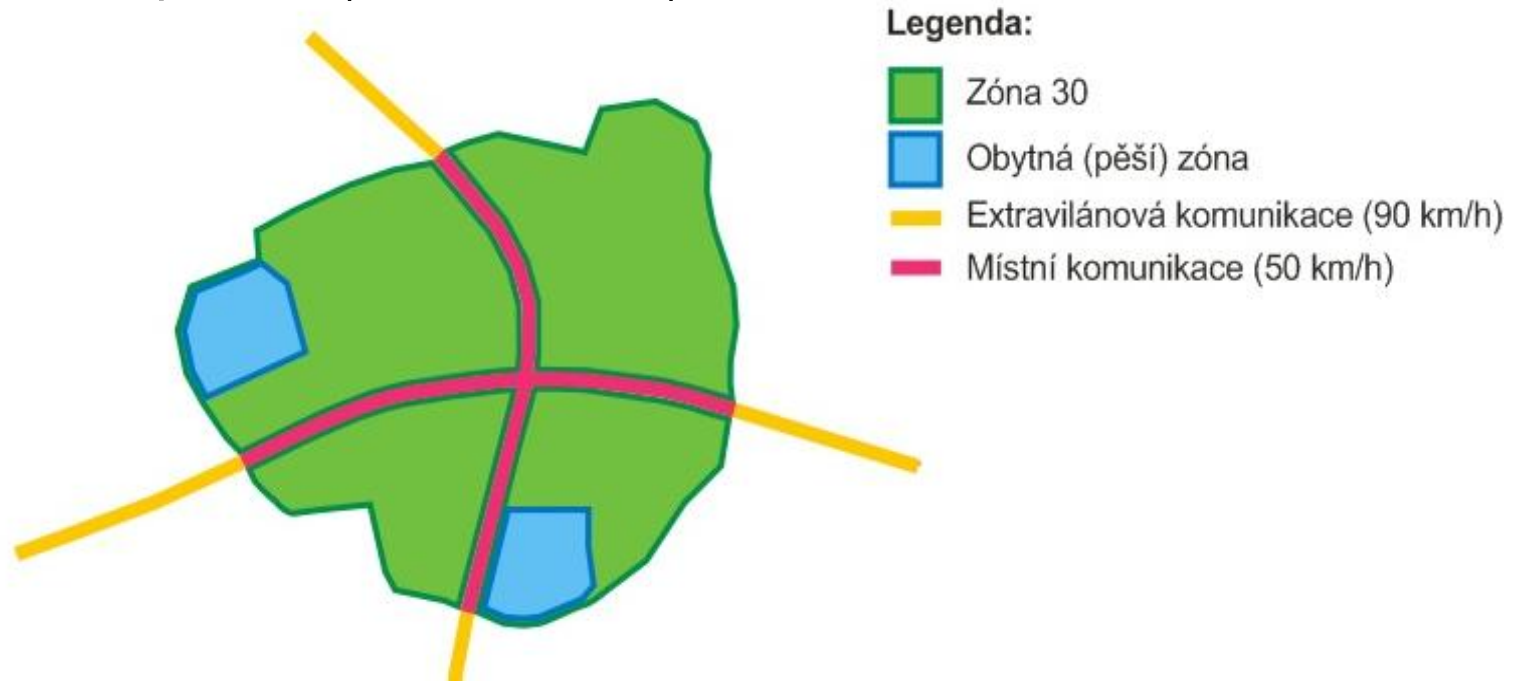 Legenda:
Zóna 30
Obytná (pěší) zóna
Extravilánová komunikace (90 km/h)
Místní komunikace (50 km/h)